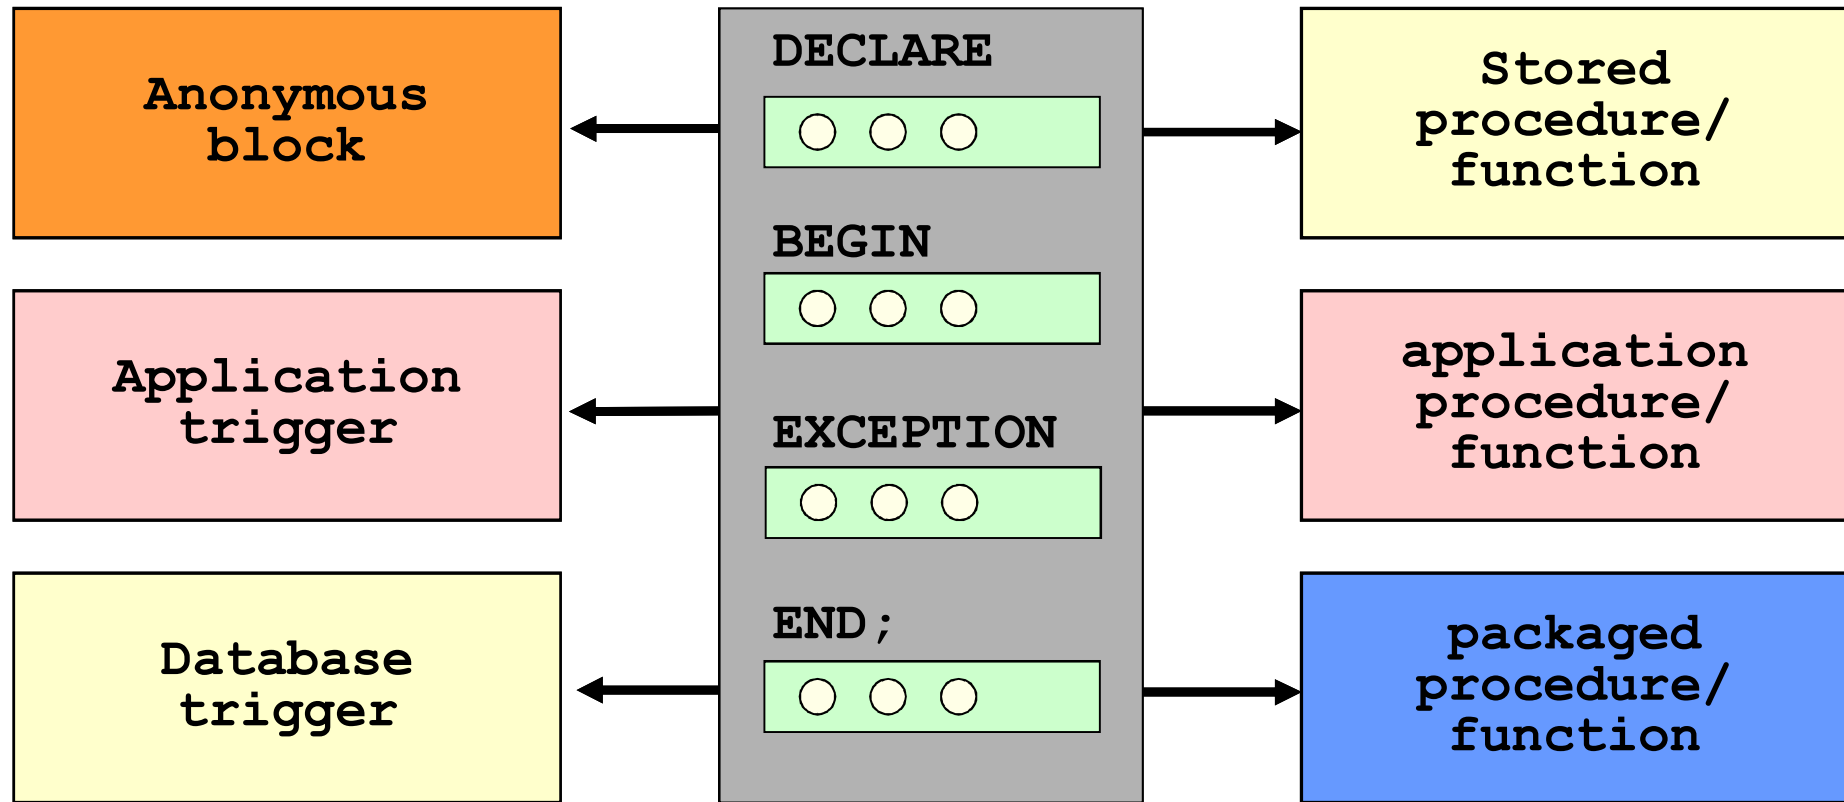 Anonymous
block
Application
trigger
Database
trigger
DECLARE
BEGIN
EXCEPTION
END;
Stored
procedure/
function
application
procedure/
function
packaged
procedure/
function